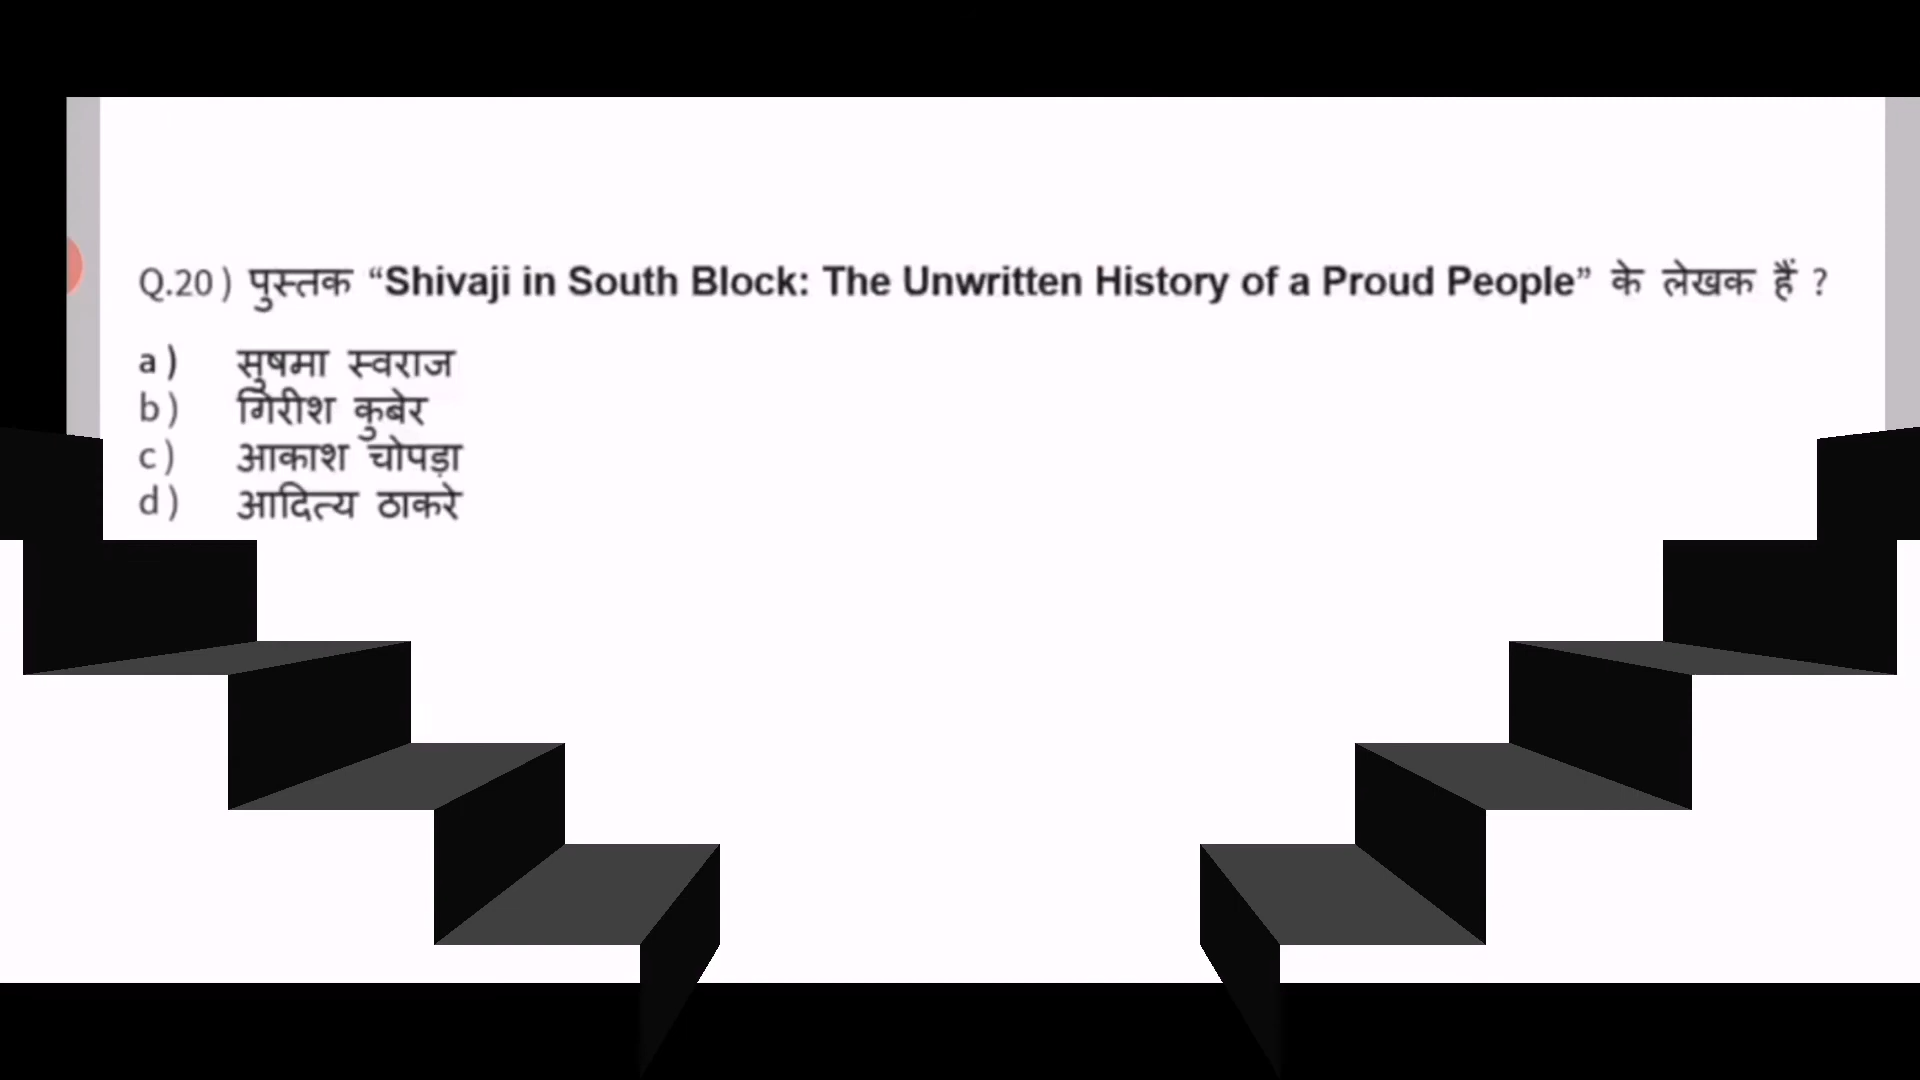 Q.20) पुस्तक “Shivaji in South Block: The Unwritten History of a Proud People” के लेखक हैं ?
a) सुषमा स्वराज
b) गिरीश कुबेर
c) आकाश चोपड़ा
d) आदित्य ठाकरे